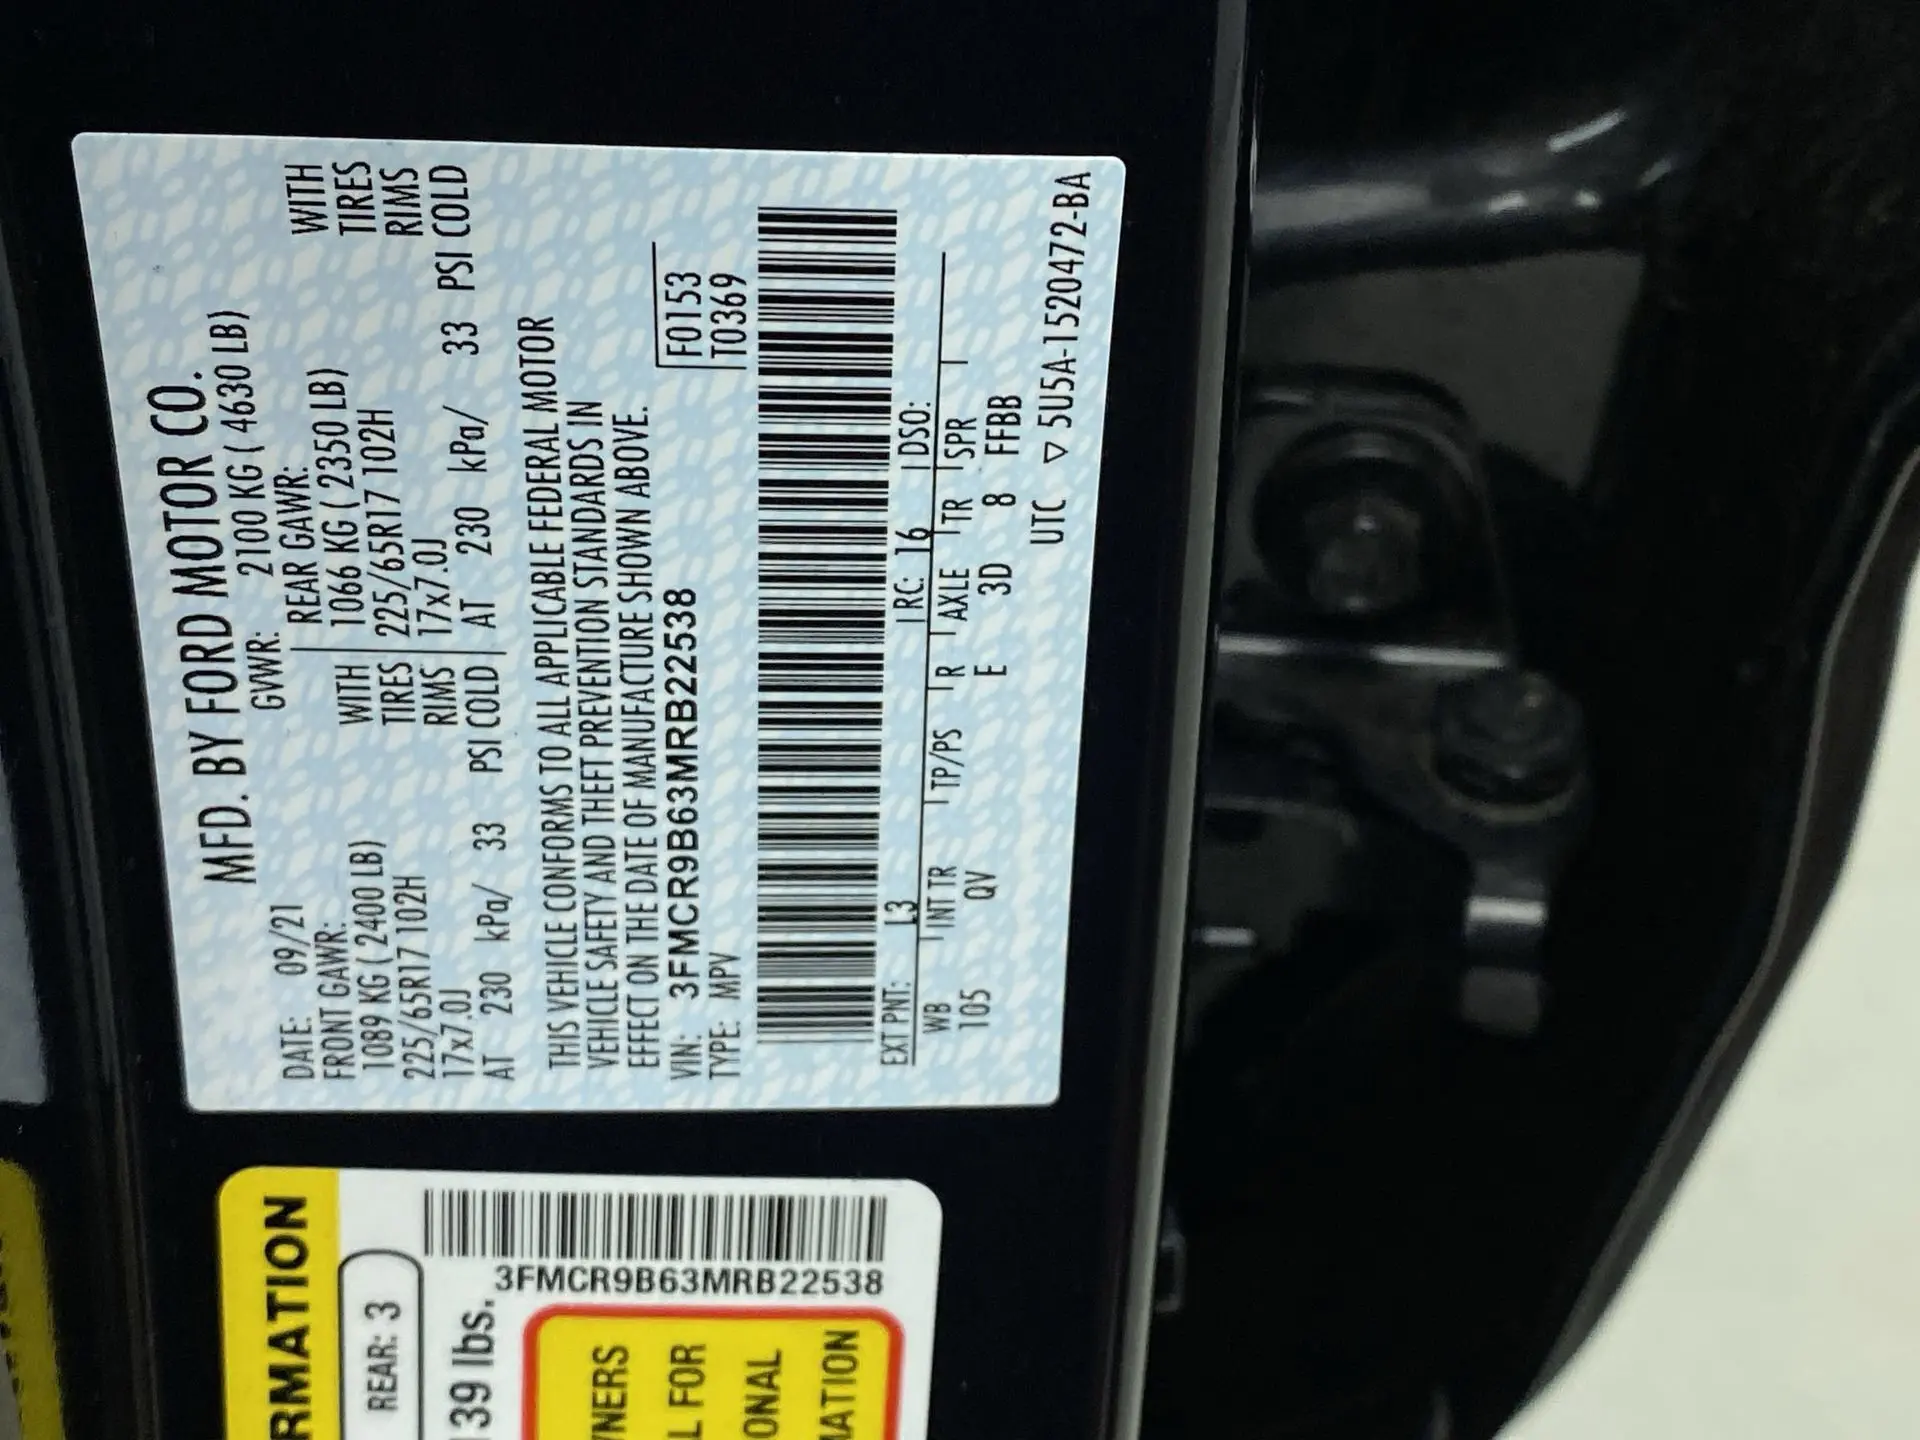 MFD. BY FORD MOTOR CO.
DATE: 09/21 GVWR: 2100 KG ( 4630 LB)
FRONT GAWR: REAR GAWR:
1089 KG ( 2400 LB) WITH 1066 KG ( 2350 LB) WITH
225/65R17 102H TIRES 225/65R17 102H TIRES
17x7.0J RIMS 17x7.0J RIMS
AT 230 kPa/ 33 PSI COLD AT 230 kPa/ 33 PSI COLD
THIS VEHICLE CONFORMS TO ALL APPLICABLE FEDERAL MOTOR
VEHICLE SAFETY AND THEFT PREVENTION STANDARDS IN
EFFECT ON THE DATE OF MANUFACTURE SHOWN ABOVE.
VIN: 3FMCR9B63MRB22538 F0153
TYPE: MPV T0369
EXT PNT: L3 RC: 16 DSO:
WB INT TR TP/PS R AXLE TR SPR
105 QV E 3D 8 FFBB
UTC ▽ 5U5A-1520472-BA
RMATION
REAR: 3
139 lbs.
3FMCR9B63MRB22538
NERS
L FOR
ONAL
MATION